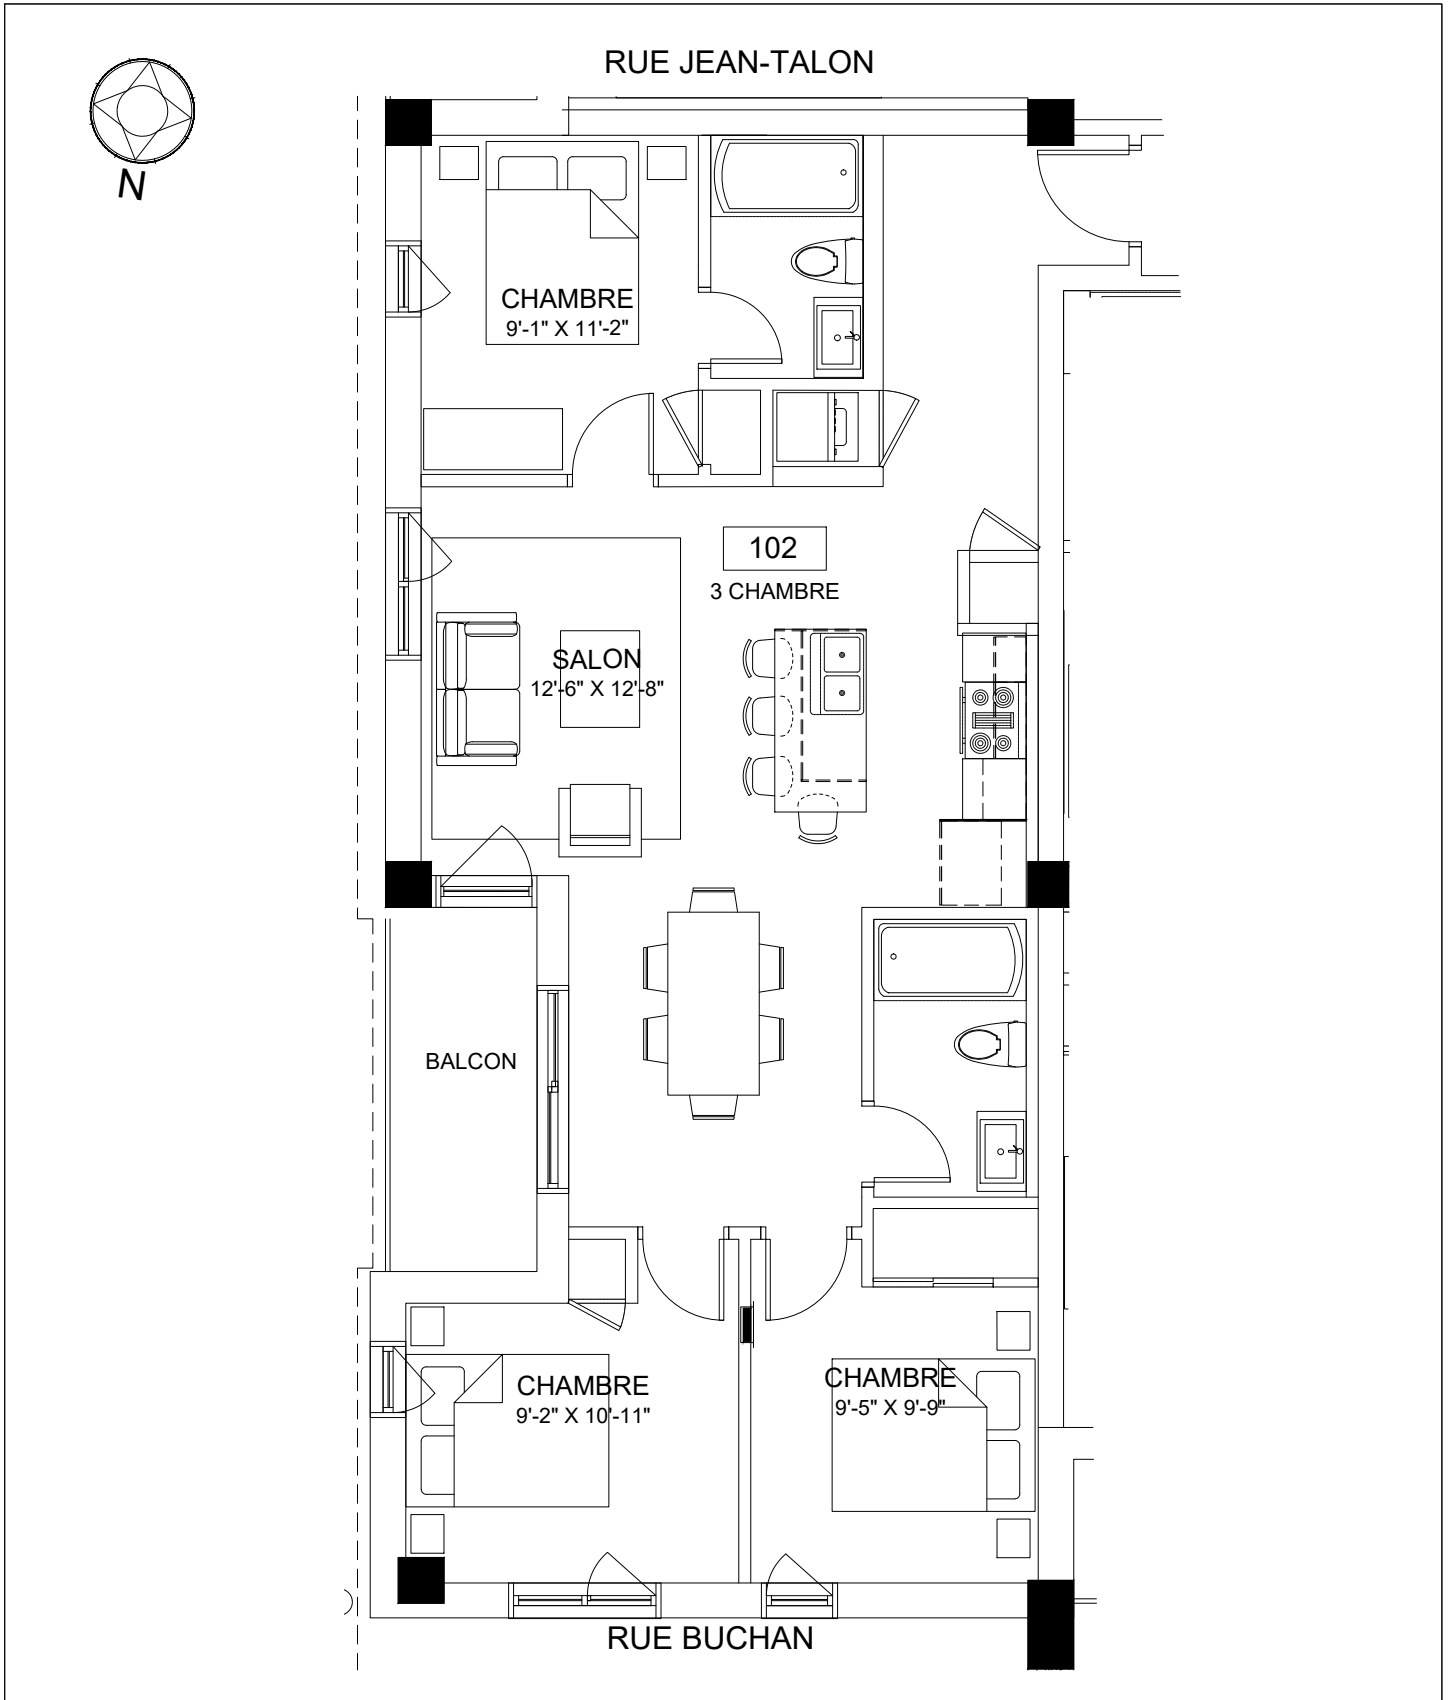 RUE JEAN-TALON
N
CHAMBRE
9'-1" X 11'-2"
102
3 CHAMBRE
SALON
12'-6" X 12'-8"
BALCON
CHAMBRE
9'-2" X 10'-11"
CHAMBRE
9'-5" X 9'-9"
RUE BUCHAN